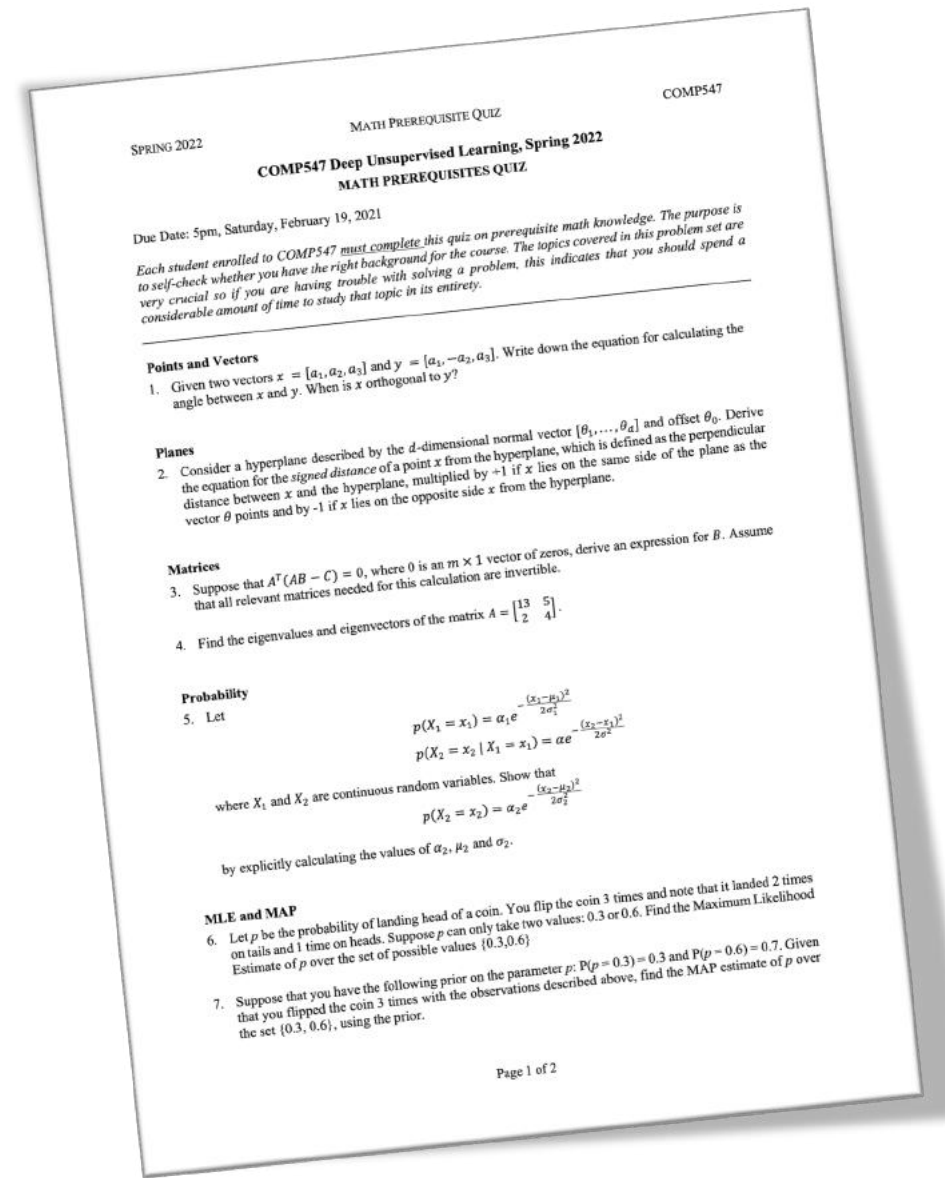 SPRING 2022 MATH PREREQUISITE QUIZ COMP547
COMP547 Deep Unsupervised Learning, Spring 2022
MATH PREREQUISITES QUIZ
Due Date: 5pm, Saturday, February 19, 2021
Each student enrolled to COMP547 must complete this quiz on prerequisite math knowledge. The purpose is
to self-check whether you have the right background for the course. The topics covered in this problem set are
very crucial so if you are having trouble with solving a problem, this indicates that you should spend a
considerable amount of time to study that topic in its entirety.
Points and Vectors
1. Given two vectors x = [a₁, a₂, a₃] and y = [a₁, −a₂, a₃]. Write down the equation for calculating the
angle between x and y. When is x orthogonal to y?
Planes
2. Consider a hyperplane described by the d-dimensional normal vector [θ₁, … , θ_d] and offset θ₀. Derive
the equation for the signed distance of a point x from the hyperplane, which is defined as the perpendicular
distance between x and the hyperplane, multiplied by +1 if x lies on the same side of the plane as the
vector θ points and by -1 if x lies on the opposite side x from the hyperplane.
Matrices
3. Suppose that Aᵀ(AB − C) = 0, where 0 is an m × 1 vector of zeros, derive an expression for B. Assume
that all relevant matrices needed for this calculation are invertible.
4. Find the eigenvalues and eigenvectors of the matrix A = [13 5; 2 4].
Probability
5. Let
p(X₁ = x₁) = α₁e^(−(x₁−μ₁)²/2σ₁²)
p(X₂ = x₂ | X₁ = x₁) = αe^(−(x₂−x₁)²/2σ²)
where X₁ and X₂ are continuous random variables. Show that
p(X₂ = x₂) = α₂e^(−(x₂−μ₂)²/2σ₂²)
by explicitly calculating the values of α₂, μ₂ and σ₂.
MLE and MAP
6. Let p be the probability of landing head of a coin. You flip the coin 3 times and note that it landed 2 times
on tails and 1 time on heads. Suppose p can only take two values: 0.3 or 0.6. Find the Maximum Likelihood
Estimate of p over the set of possible values {0.3,0.6}
7. Suppose that you have the following prior on the parameter p: P(p = 0.3) = 0.3 and P(p = 0.6) = 0.7. Given
that you flipped the coin 3 times with the observations described above, find the MAP estimate of p over
the set {0.3, 0.6}, using the prior.
Page 1 of 2